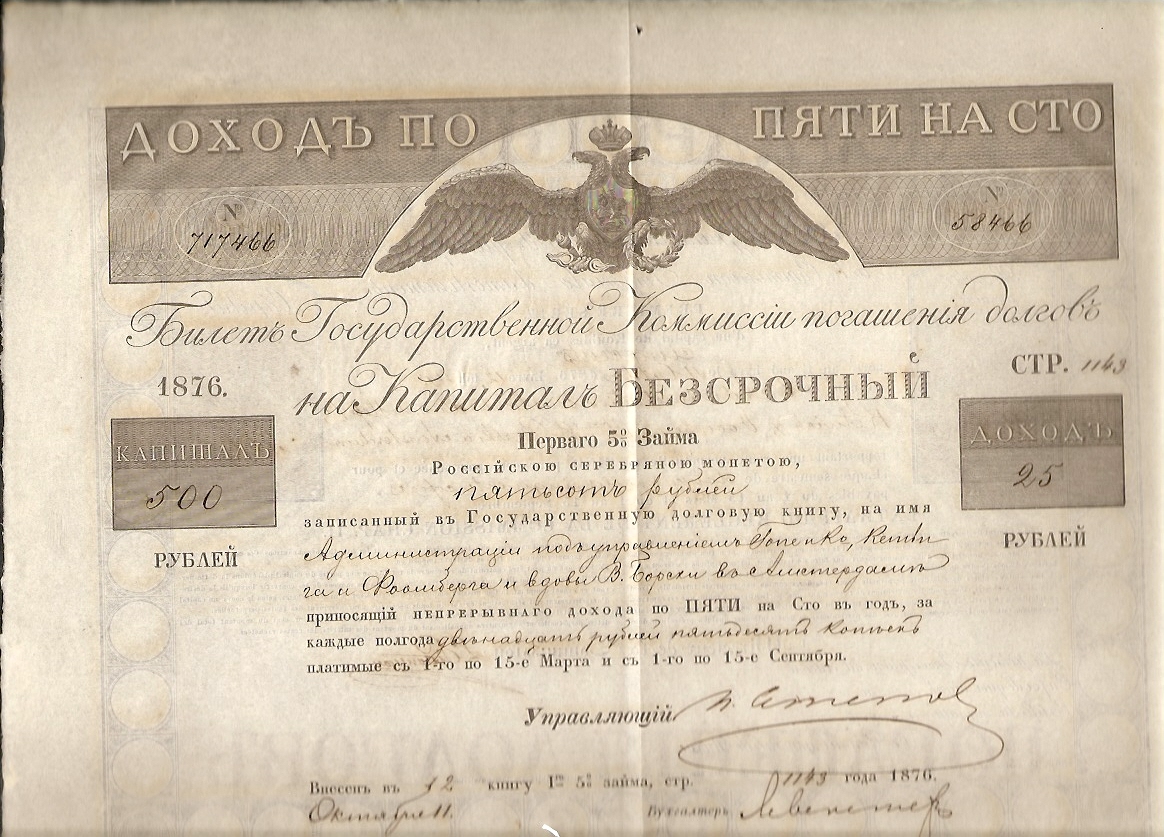 ДОХОДЪ ПО ПЯТИ НА СТО
№ 717466
№ 58466
Билетъ Государственной Коммиссіи погашенія долговъ
1876.
СТР. 1143
на Капиталъ БЕЗСРОЧНЫЙ
КАПИТАЛЪ
500
РУБЛЕЙ
ДОХОДЪ
25
РУБЛЕЙ
Перваго 5% Займа
Россійскою серебряною монетою,
пятьсотъ рублей
записанный въ Государственную долговую книгу, на имя
Администраціи подъ управленіемъ Гопе и Ко, Кетви
га и Фоомберга и вдовы В. Борски въ Амстердамѣ
приносящій непрерывнаго дохода по ПЯТИ на Сто въ годъ, за
каждые полгода двѣнадцать рублей пятьдесятъ копѣекъ
платимые съ 1-го по 15-е Марта и съ 1-го по 15-е Сентября.
Управляющій
Внесенъ въ 12 книгу 1го 5% займа, стр. 1143 года 1876.
Октября 11. Бухгалтеръ